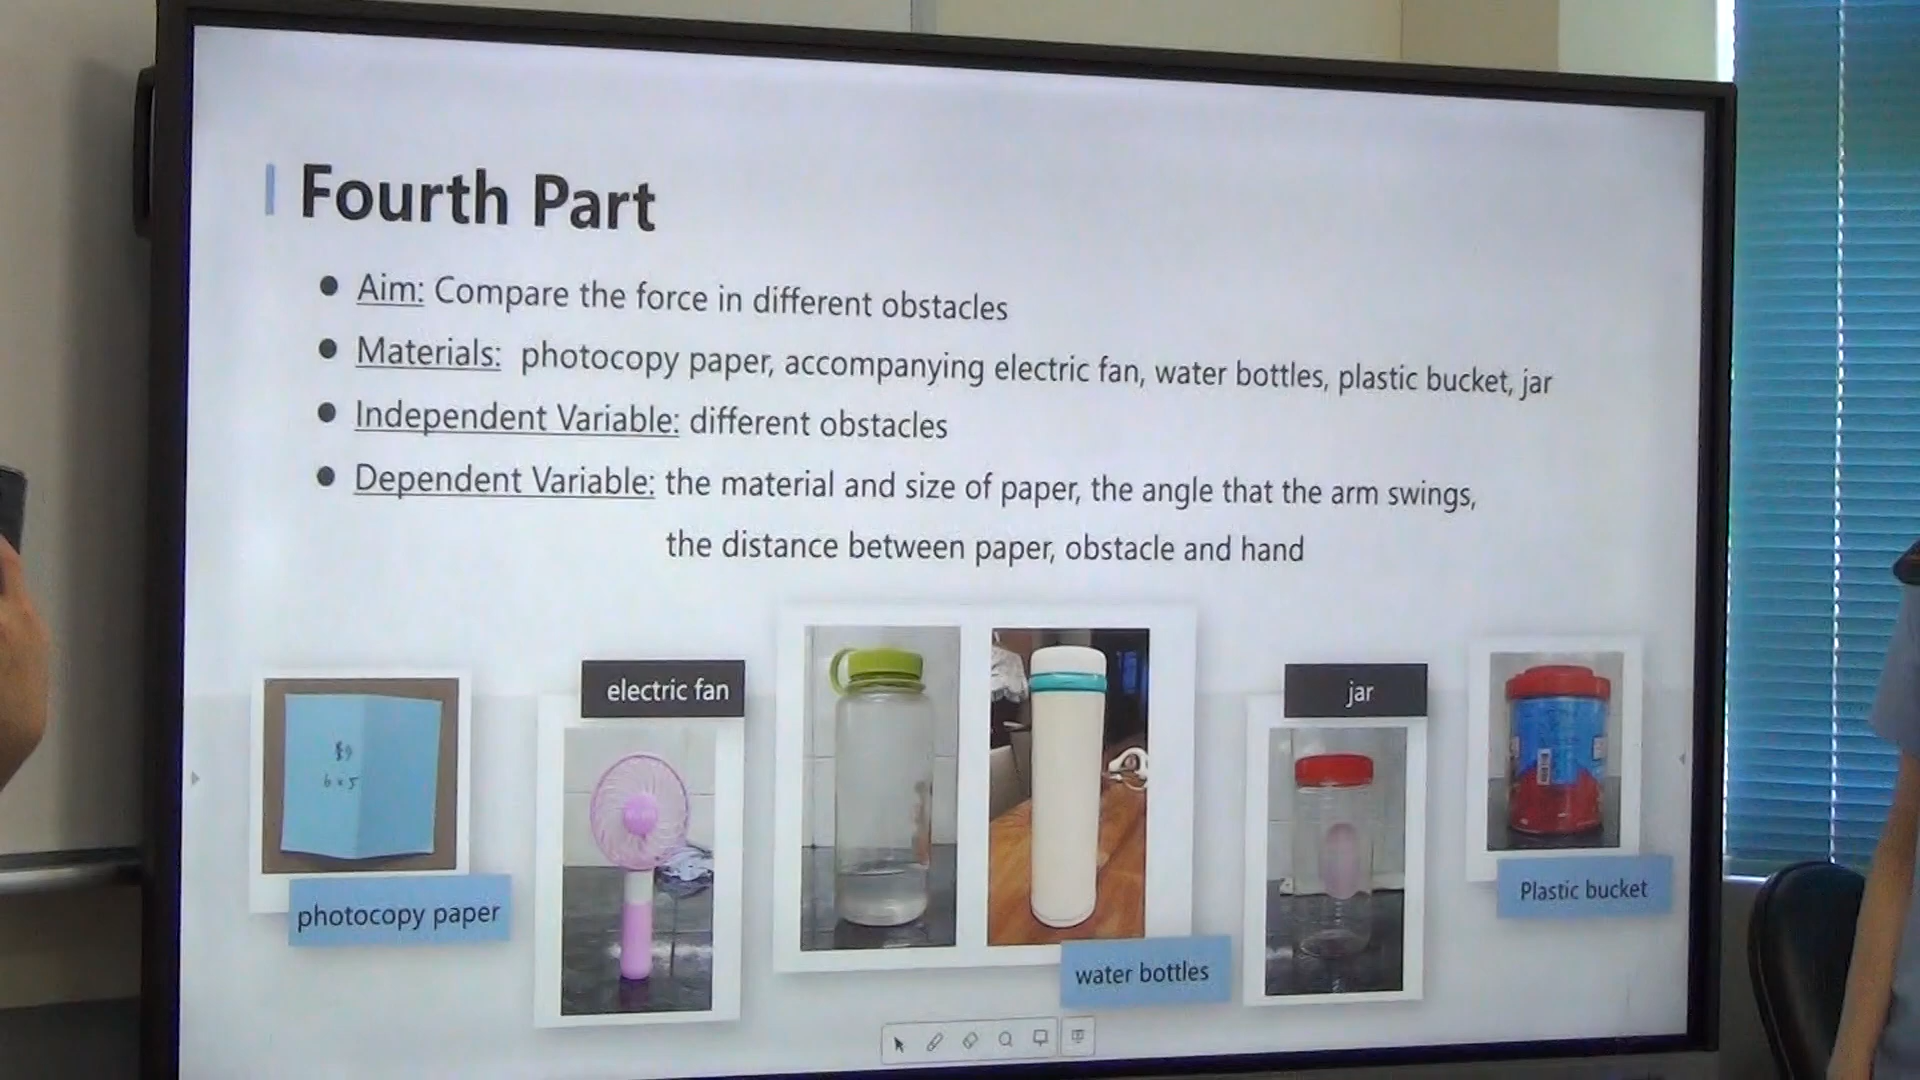 Fourth Part
Aim: Compare the force in different obstacles
Materials: photocopy paper, accompanying electric fan, water bottles, plastic bucket, jar
Independent Variable: different obstacles
Dependent Variable: the material and size of paper, the angle that the arm swings,
the distance between paper, obstacle and hand
electric fan
jar
photocopy paper
water bottles
Plastic bucket